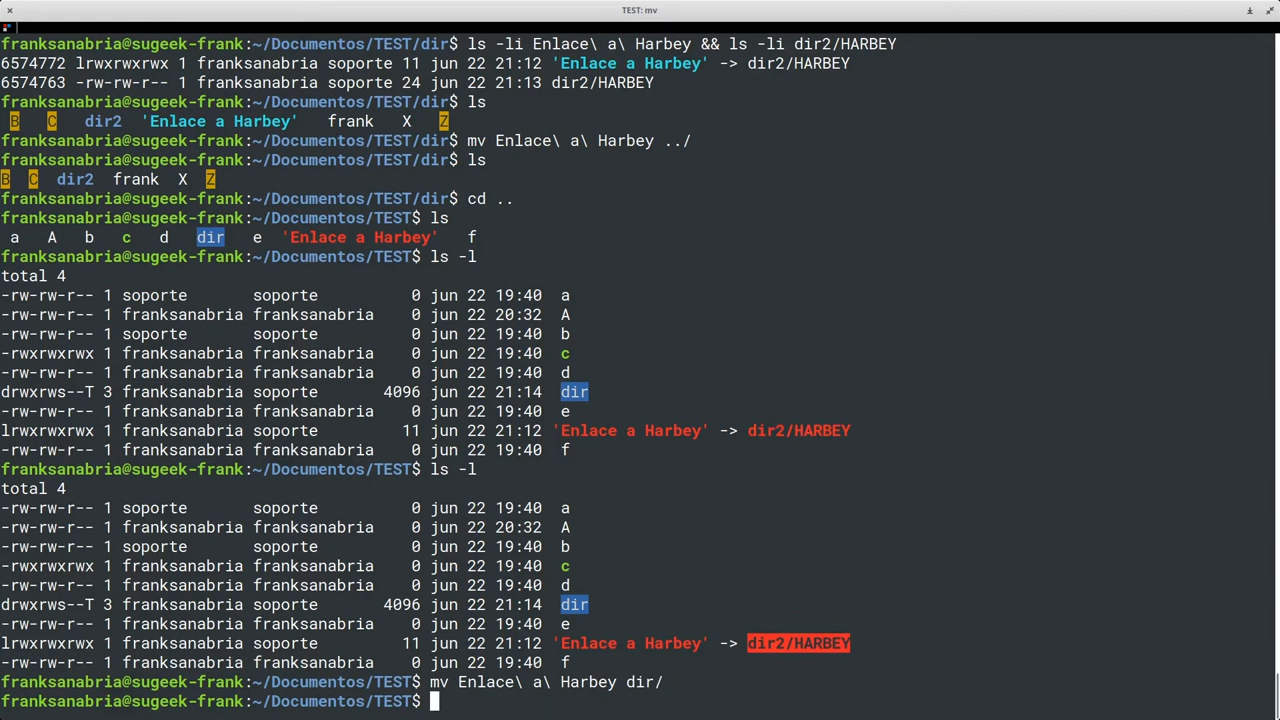 TEST: mv
franksanabria@sugeek-frank:~/Documentos/TEST/dir$ ls -li Enlace\ a\ Harbey && ls -li dir2/HARBEY
6574772 lrwxrwxrwx 1 franksanabria soporte 11 jun 22 21:12 'Enlace a Harbey' -> dir2/HARBEY
6574763 -rw-rw-r-- 1 franksanabria soporte 24 jun 22 21:13 dir2/HARBEY
franksanabria@sugeek-frank:~/Documentos/TEST/dir$ ls
B C dir2 'Enlace a Harbey' frank X Z
franksanabria@sugeek-frank:~/Documentos/TEST/dir$ mv Enlace\ a\ Harbey ../
franksanabria@sugeek-frank:~/Documentos/TEST/dir$ ls
B C dir2 frank X Z
franksanabria@sugeek-frank:~/Documentos/TEST/dir$ cd ..
franksanabria@sugeek-frank:~/Documentos/TEST$ ls
a A b c d dir e 'Enlace a Harbey' f
franksanabria@sugeek-frank:~/Documentos/TEST$ ls -l
total 4
-rw-rw-r-- 1 soporte soporte 0 jun 22 19:40 a
-rw-rw-r-- 1 franksanabria franksanabria 0 jun 22 20:32 A
-rw-rw-r-- 1 soporte soporte 0 jun 22 19:40 b
-rwxrwxrwx 1 franksanabria franksanabria 0 jun 22 19:40 c
-rw-rw-r-- 1 franksanabria franksanabria 0 jun 22 19:40 d
drwxrws--T 3 franksanabria soporte 4096 jun 22 21:14 dir
-rw-rw-r-- 1 franksanabria franksanabria 0 jun 22 19:40 e
lrwxrwxrwx 1 franksanabria soporte 11 jun 22 21:12 'Enlace a Harbey' -> dir2/HARBEY
-rw-rw-r-- 1 franksanabria franksanabria 0 jun 22 19:40 f
franksanabria@sugeek-frank:~/Documentos/TEST$ ls -l
total 4
-rw-rw-r-- 1 soporte soporte 0 jun 22 19:40 a
-rw-rw-r-- 1 franksanabria franksanabria 0 jun 22 20:32 A
-rw-rw-r-- 1 soporte soporte 0 jun 22 19:40 b
-rwxrwxrwx 1 franksanabria franksanabria 0 jun 22 19:40 c
-rw-rw-r-- 1 franksanabria franksanabria 0 jun 22 19:40 d
drwxrws--T 3 franksanabria soporte 4096 jun 22 21:14 dir
-rw-rw-r-- 1 franksanabria franksanabria 0 jun 22 19:40 e
lrwxrwxrwx 1 franksanabria soporte 11 jun 22 21:12 'Enlace a Harbey' -> dir2/HARBEY
-rw-rw-r-- 1 franksanabria franksanabria 0 jun 22 19:40 f
franksanabria@sugeek-frank:~/Documentos/TEST$ mv Enlace\ a\ Harbey dir/
franksanabria@sugeek-frank:~/Documentos/TEST$